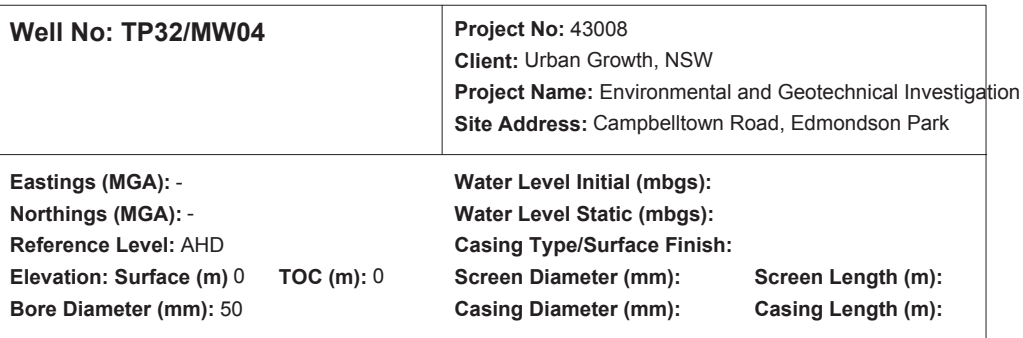 Well No: TP32/MW04
Project No: 43008
Client: Urban Growth, NSW
Project Name: Environmental and Geotechnical Investigation
Site Address: Campbelltown Road, Edmondson Park
Eastings (MGA): -
Northings (MGA): -
Reference Level: AHD
Elevation: Surface (m) 0 TOC (m): 0
Bore Diameter (mm): 50
Water Level Initial (mbgs):
Water Level Static (mbgs):
Casing Type/Surface Finish:
Screen Diameter (mm): Screen Length (m):
Casing Diameter (mm): Casing Length (m):